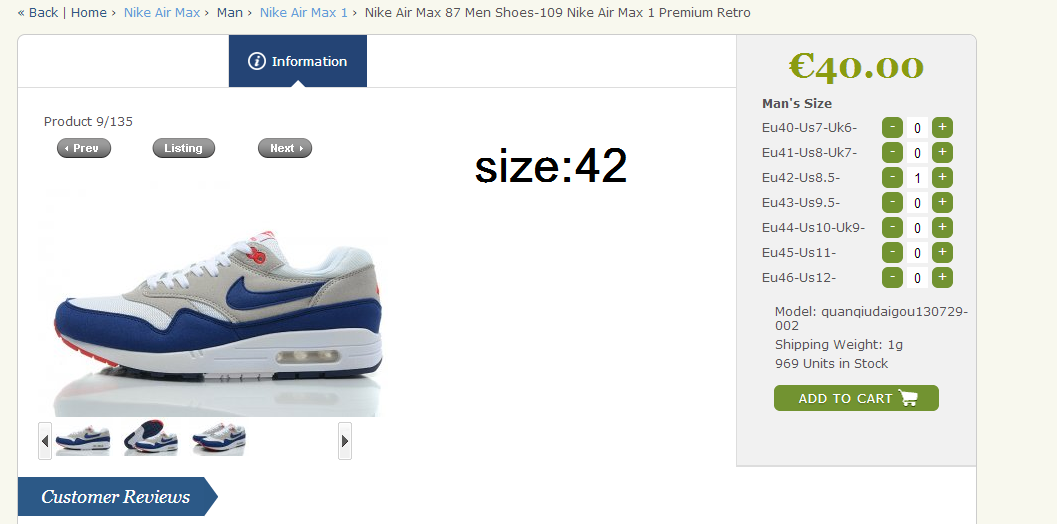 « Back | Home › Nike Air Max › Man › Nike Air Max 1 › Nike Air Max 87 Men Shoes-109 Nike Air Max 1 Premium Retro
Information
Product 9/135
Prev Listing Next
size:42
€40.00
Man's Size
Eu40-Us7-Uk6- - 0 +
Eu41-Us8-Uk7- - 0 +
Eu42-Us8.5- - 1 +
Eu43-Us9.5- - 0 +
Eu44-Us10-Uk9- - 0 +
Eu45-Us11- - 0 +
Eu46-Us12- - 0 +
Model: quanqiudaigou130729-
002
Shipping Weight: 1g
969 Units in Stock
ADD TO CART
Customer Reviews